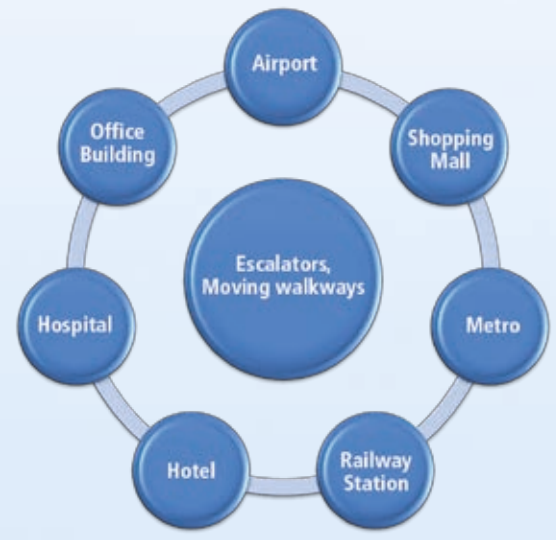 Airport
Shopping
Mall
Metro
Railway
Station
Hotel
Hospital
Office
Building
Escalators,
Moving walkways